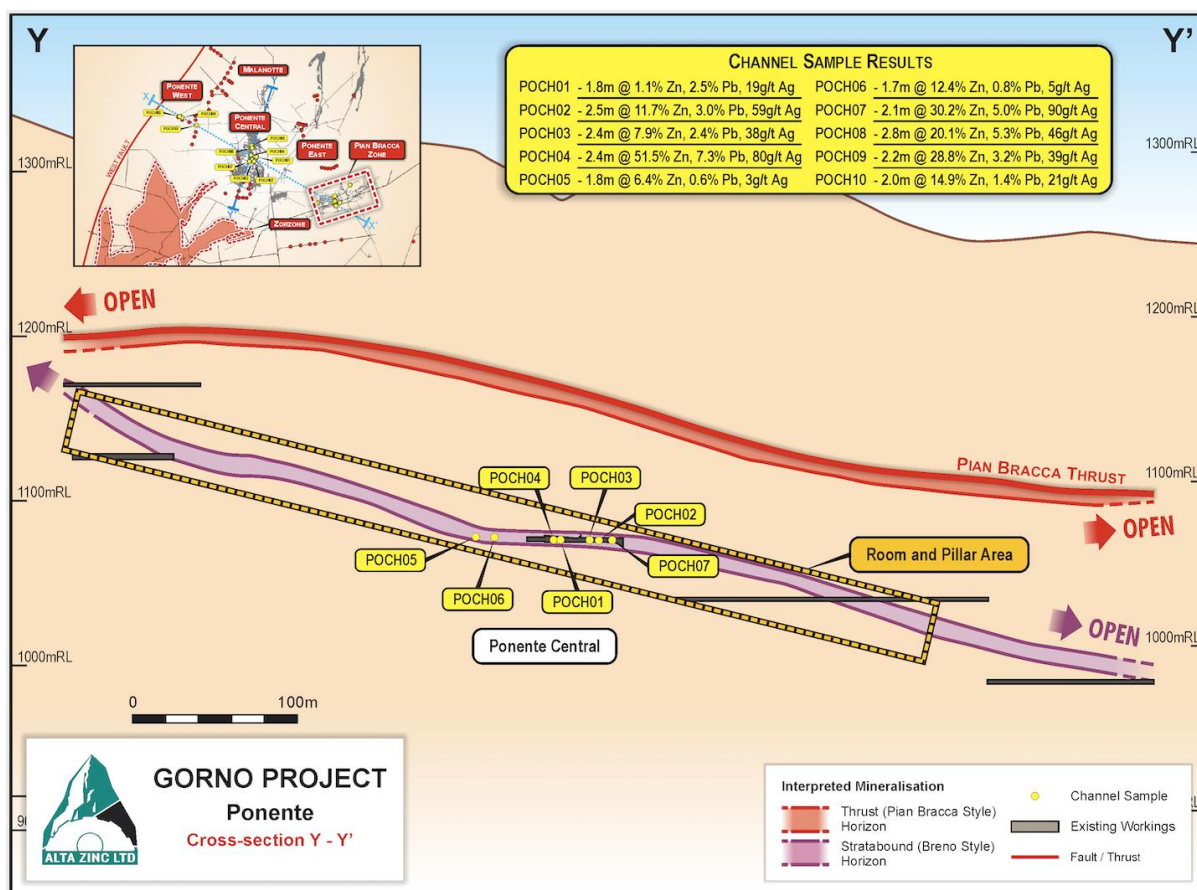 Y
Y'
CHANNEL SAMPLE RESULTS
POCH01 - 1.8m @ 1.1% Zn, 2.5% Pb, 19g/t Ag
POCH02 - 2.5m @ 11.7% Zn, 3.0% Pb, 59g/t Ag
POCH03 - 2.4m @ 7.9% Zn, 2.4% Pb, 38g/t Ag
POCH04 - 2.4m @ 51.5% Zn, 7.3% Pb, 80g/t Ag
POCH05 - 1.8m @ 6.4% Zn, 0.6% Pb, 3g/t Ag
POCH06 - 1.7m @ 12.4% Zn, 0.8% Pb, 5g/t Ag
POCH07 - 2.1m @ 30.2% Zn, 5.0% Pb, 90g/t Ag
POCH08 - 2.8m @ 20.1% Zn, 5.3% Pb, 46g/t Ag
POCH09 - 2.2m @ 28.8% Zn, 3.2% Pb, 39g/t Ag
POCH10 - 2.0m @ 14.9% Zn, 1.4% Pb, 21g/t Ag
MALANOTTE
PONENTE
WEST
PONENTE
CENTRAL
PONENTE
EAST
PIAN BRACCA
ZONE
ZORZONE
WEST FAULT
X
Y
Y'
X'
1300mRL
1300mRL
OPEN
1200mRL
1200mRL
PIAN BRACCA THRUST
1100mRL
1100mRL
OPEN
POCH04
POCH03
POCH02
POCH05
POCH06
POCH01
POCH07
Room and Pillar Area
Ponente Central
OPEN
1000mRL
1000mRL
0
100m
GORNO PROJECT
Ponente
Cross-section Y - Y'
ALTA ZINC LTD
Interpreted Mineralisation
Thrust (Pian Bracca Style)
Horizon
Stratabound (Breno Style)
Horizon
Channel Sample
Existing Workings
Fault / Thrust